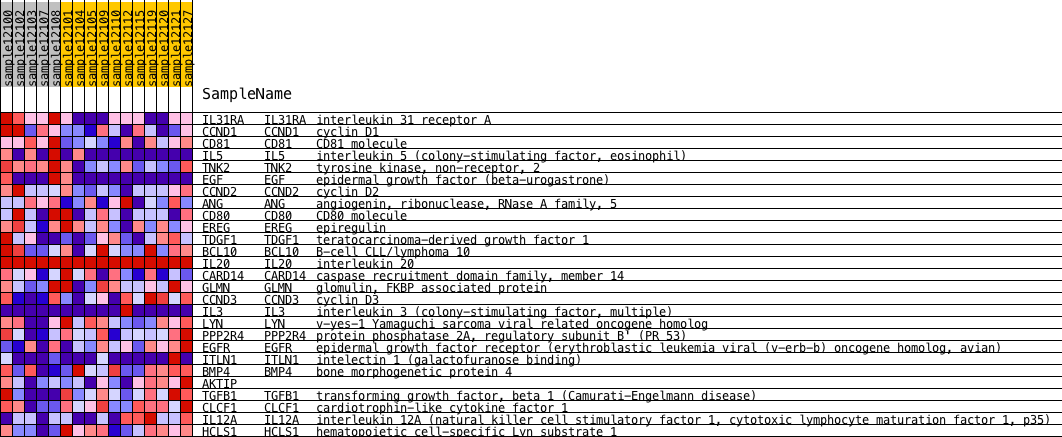 sample12100
sample12102
sample12103
sample12107
sample12108
sample12101
sample12104
sample12105
sample12109
sample12110
sample12112
sample12115
sample12119
sample12120
sample12121
sample12127
SampleName
IL31RA IL31RA interleukin 31 receptor A
CCND1 CCND1 cyclin D1
CD81 CD81 CD81 molecule
IL5 IL5 interleukin 5 (colony-stimulating factor, eosinophil)
TNK2 TNK2 tyrosine kinase, non-receptor, 2
EGF EGF epidermal growth factor (beta-urogastrone)
CCND2 CCND2 cyclin D2
ANG ANG angiogenin, ribonuclease, RNase A family, 5
CD80 CD80 CD80 molecule
EREG EREG epiregulin
TDGF1 TDGF1 teratocarcinoma-derived growth factor 1
BCL10 BCL10 B-cell CLL/lymphoma 10
IL20 IL20 interleukin 20
CARD14 CARD14 caspase recruitment domain family, member 14
GLMN GLMN glomulin, FKBP associated protein
CCND3 CCND3 cyclin D3
IL3 IL3 interleukin 3 (colony-stimulating factor, multiple)
LYN LYN v-yes-1 Yamaguchi sarcoma viral related oncogene homolog
PPP2R4 PPP2R4 protein phosphatase 2A, regulatory subunit B' (PR 53)
EGFR EGFR epidermal growth factor receptor (erythroblastic leukemia viral (v-erb-b) oncogene homolog, avian)
ITLN1 ITLN1 intelectin 1 (galactofuranose binding)
BMP4 BMP4 bone morphogenetic protein 4
AKTIP
TGFB1 TGFB1 transforming growth factor, beta 1 (Camurati-Engelmann disease)
CLCF1 CLCF1 cardiotrophin-like cytokine factor 1
IL12A IL12A interleukin 12A (natural killer cell stimulatory factor 1, cytotoxic lymphocyte maturation factor 1, p35)
HCLS1 HCLS1 hematopoietic cell-specific Lyn substrate 1